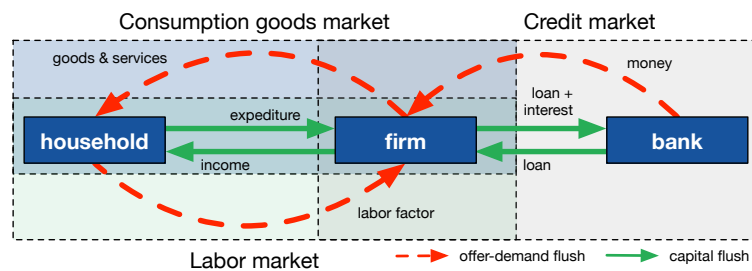 Consumption goods market
Credit market
goods & services
money
loan +
interest
expediture
household
firm
bank
income
loan
labor factor
offer-demand flush
capital flush
Labor market